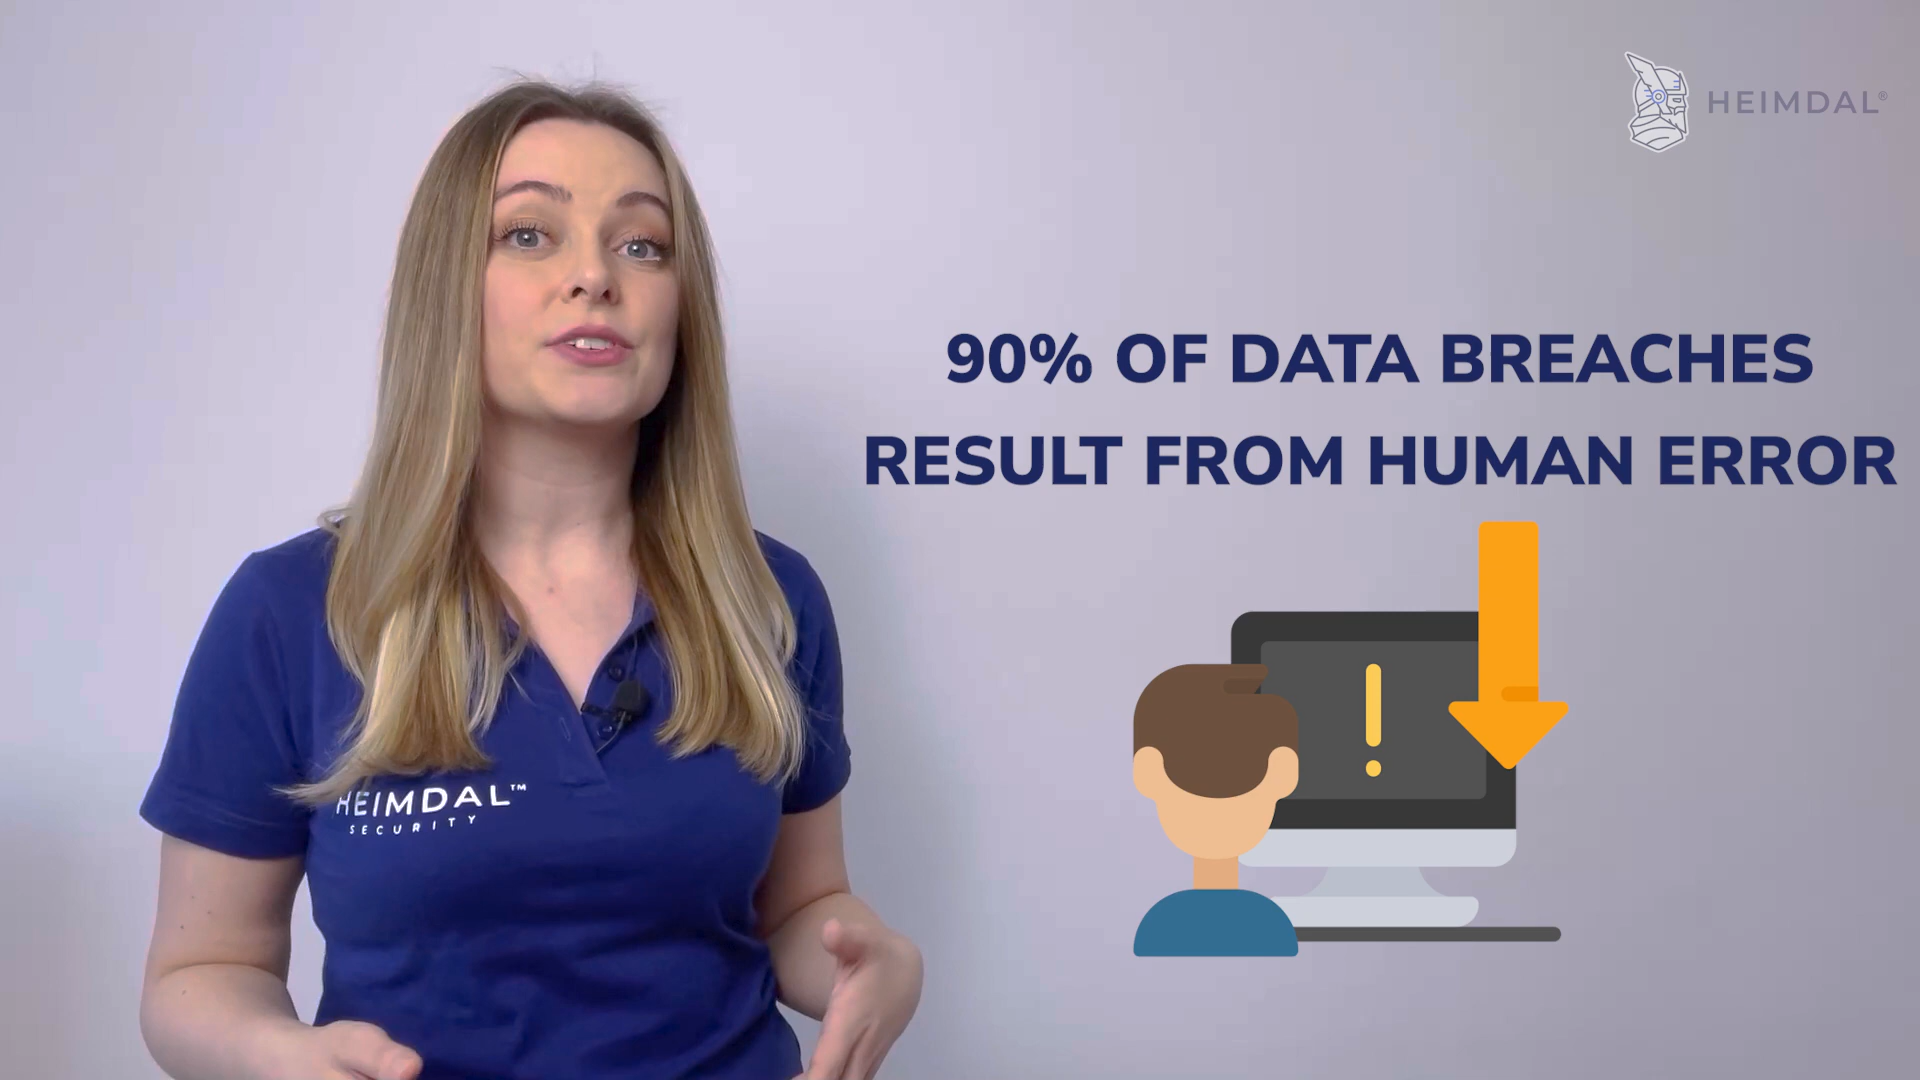 HEIMDAL®
90% OF DATA BREACHES
RESULT FROM HUMAN ERROR
HEIMDAL™
SECURITY